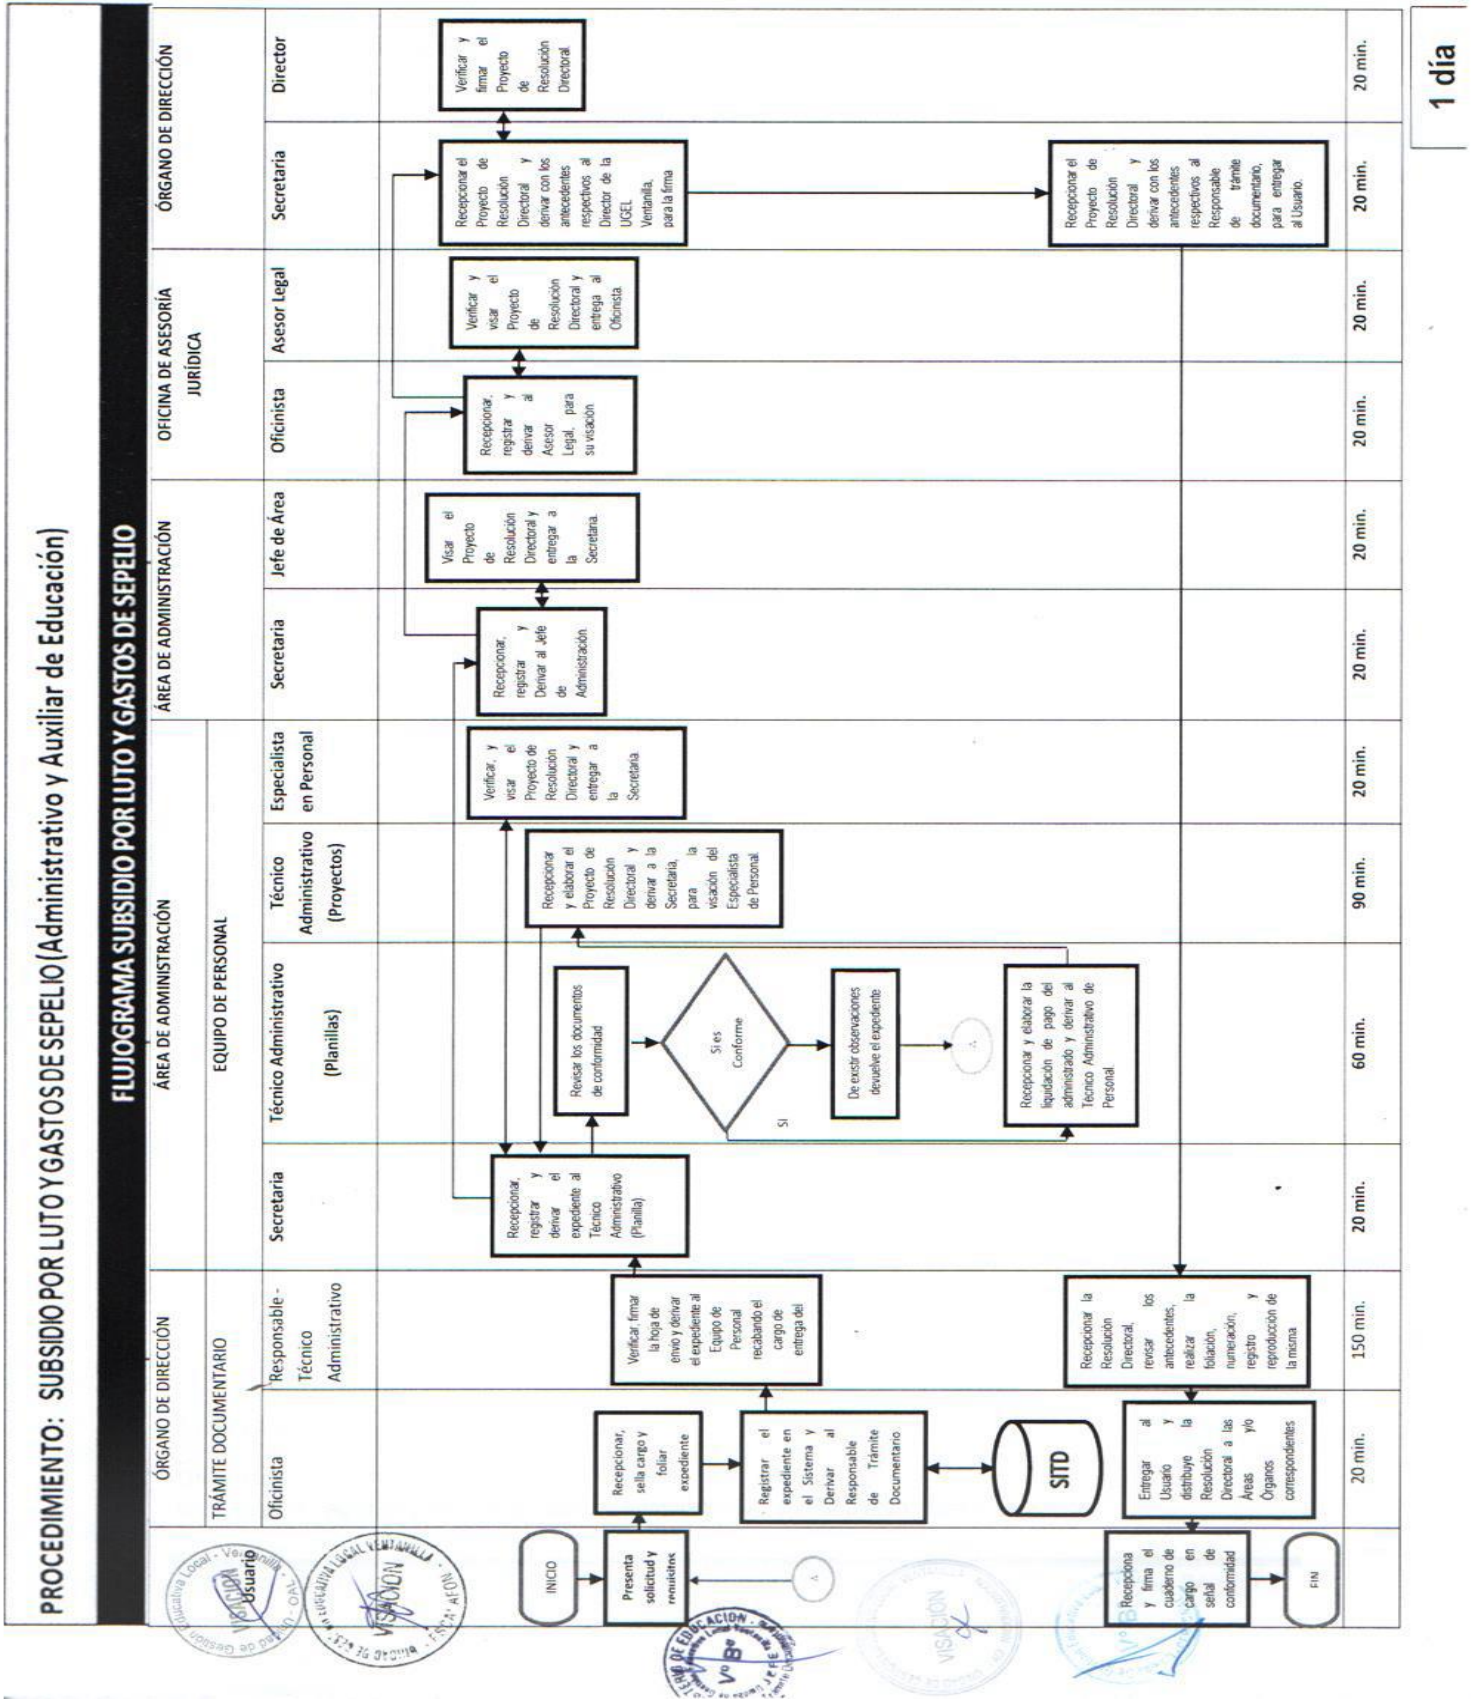 PROCEDIMIENTO: SUBSIDIO POR LUTO Y GASTOS DE SEPELIO (Administrativo y Auxiliar de Educación)
FLUJOGRAMA SUBSIDIO POR LUTO Y GASTOS DE SEPELIO
ÓRGANO DE DIRECCIÓN
ÁREA DE ADMINISTRACIÓN
ÁREA DE ADMINISTRACIÓN
OFICINA DE ASESORÍA
JURÍDICA
ÓRGANO DE DIRECCIÓN
TRÁMITE DOCUMENTARIO
EQUIPO DE PERSONAL
Usuario
Oficinista
Responsable -
Técnico
Administrativo
Secretaria
Técnico Administrativo
(Planillas)
Técnico
Administrativo
(Proyectos)
Especialista
en Personal
Secretaria
Jefe de Área
Oficinista
Asesor Legal
Secretaria
Director
INICIO
Presenta
solicitud y
requisitos
A
Recepciona
y firma el
cuaderno de
cargo en
señal de
conformidad
FIN
Recepcionar,
sella cargo y
foliar
expediente
Registrar el
expediente en
el Sistema y
Derivar al
Responsable
de Trámite
Documentario.
SITD
Entregar al
Usuario y
distribuye la
Resolución
Directoral a las
Áreas y/o
Órganos
correspondientes
Verificar, firmar
la hoja de
envio y derivar
el expediente al
Equipo de
Personal
recabando el
cargo de
entrega del
Recepcionar la
Resolución
Directoral,
revisar los
antecedentes,
realizar la
foliación,
numeración,
registro y
reproducción de
la misma
Recepcionar,
registrar y
derivar el
expediente al
Técnico
Administrativo
(Planilla)
Revisar los documentos
de conformidad
Si es
Conforme
SI
De existir observaciones
devuelve el expediente
A
Recepcionar y elaborar la
liquidación de pago del
administrado y derivar al
Técnico Administrativo de
Personal.
Recepcionar
y elaborar el
Proyecto de
Resolución
Directoral y
derivar a la
Secretaria,
para la
visación del
Especialista
de Personal.
Verificar, y
visar el
Proyecto de
Resolución
Directoral y
entregar a
la
Secretaria.
Recepcionar,
registrar y
Derivar al Jefe
de
Administración.
Visar el
Proyecto
de
Resolución
Directoral y
entregar a
la
Secretaria.
Recepcionar,
registrar y
derivar al
Asesor
Legal, para
su visación
Verificar y
visar el
Proyecto
de
Resolución
Directoral y
entrega al
Oficinista.
Recepcionar el
Proyecto de
Resolución
Directoral y
derivar con los
antecedentes
respectivos al
Director de la
UGEL
Ventanilla,
para la firma
Recepcionar el
Proyecto de
Resolución
Directoral y
derivar con los
antecedentes
respectivos al
Responsable
de trámite
documentario,
para entregar
al Usuario.
Verificar y
firmar el
Proyecto
de
Resolución
Directoral.
20 min.
150 min.
20 min.
60 min.
90 min.
20 min.
20 min.
20 min.
20 min.
20 min.
20 min.
20 min.
1 día
VISACION
VISACION
VISACION
V°B°
V°B°